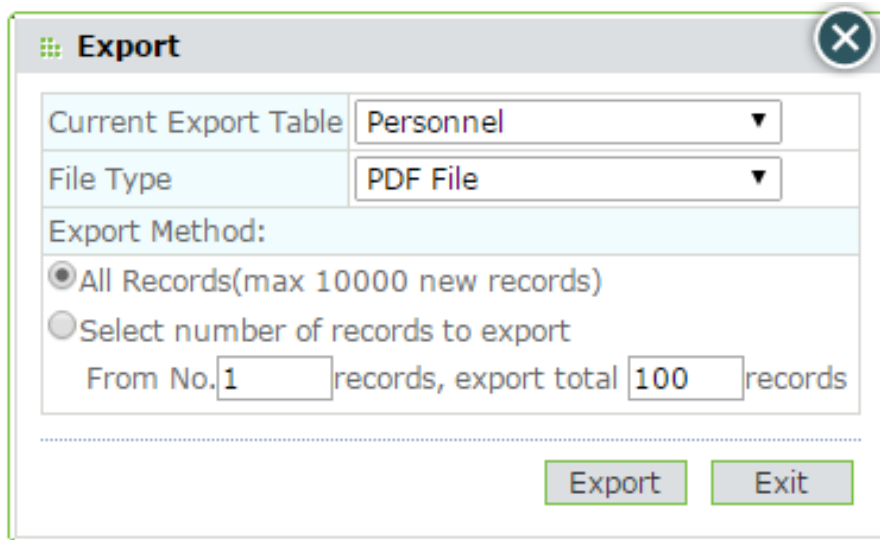 Export
Current Export Table Personnel
File Type PDF File
Export Method:
All Records(max 10000 new records)
Select number of records to export
From No. 1 records, export total 100 records
Export Exit